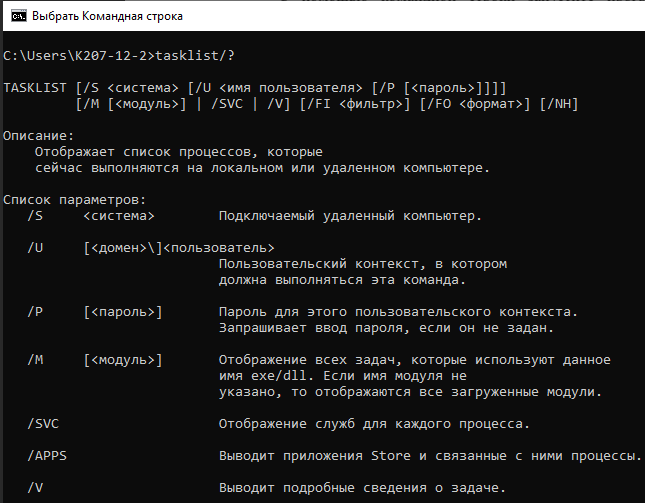 Выбрать Командная строка
C:\Users\K207-12-2>tasklist/?
TASKLIST [/S <система> [/U <имя пользователя> [/P [<пароль>]]]]
[/M [<модуль>] | /SVC | /V] [/FI <фильтр>] [/FO <формат>] [/NH]
Описание:
Отображает список процессов, которые
сейчас выполняются на локальном или удаленном компьютере.
Список параметров:
/S <система> Подключаемый удаленный компьютер.
/U [<домен>\]<пользователь>
Пользовательский контекст, в котором
должна выполняться эта команда.
/P [<пароль>] Пароль для этого пользовательского контекста.
Запрашивает ввод пароля, если он не задан.
/M [<модуль>] Отображение всех задач, которые используют данное
имя exe/dll. Если имя модуля не
указано, то отображаются все загруженные модули.
/SVC Отображение служб для каждого процесса.
/APPS Выводит приложения Store и связанные с ними процессы.
/V Выводит подробные сведения о задаче.